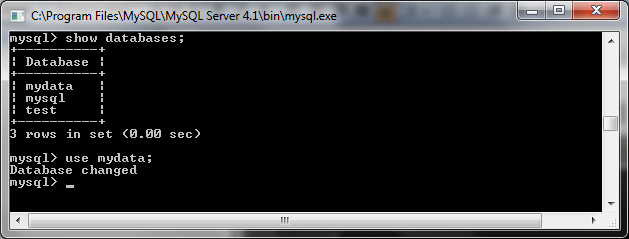 C:\Program Files\MySQL\MySQL Server 4.1\bin\mysql.exe
mysql> show databases;
+----------+
| Database |
+----------+
| mydata   |
| mysql    |
| test     |
+----------+
3 rows in set (0.00 sec)
mysql> use mydata;
Database changed
mysql> _